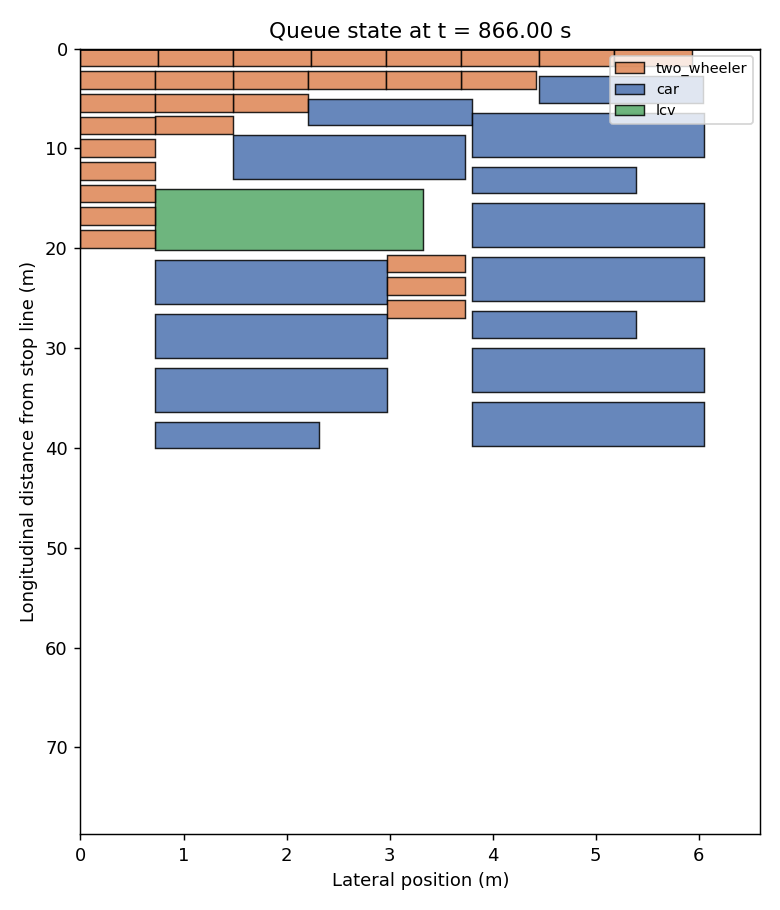 Queue state at t = 866.00 s
two_wheeler
car
lcv
0
10
20
30
40
50
60
70
Longitudinal distance from stop line (m)
0 1 2 3 4 5 6
Lateral position (m)